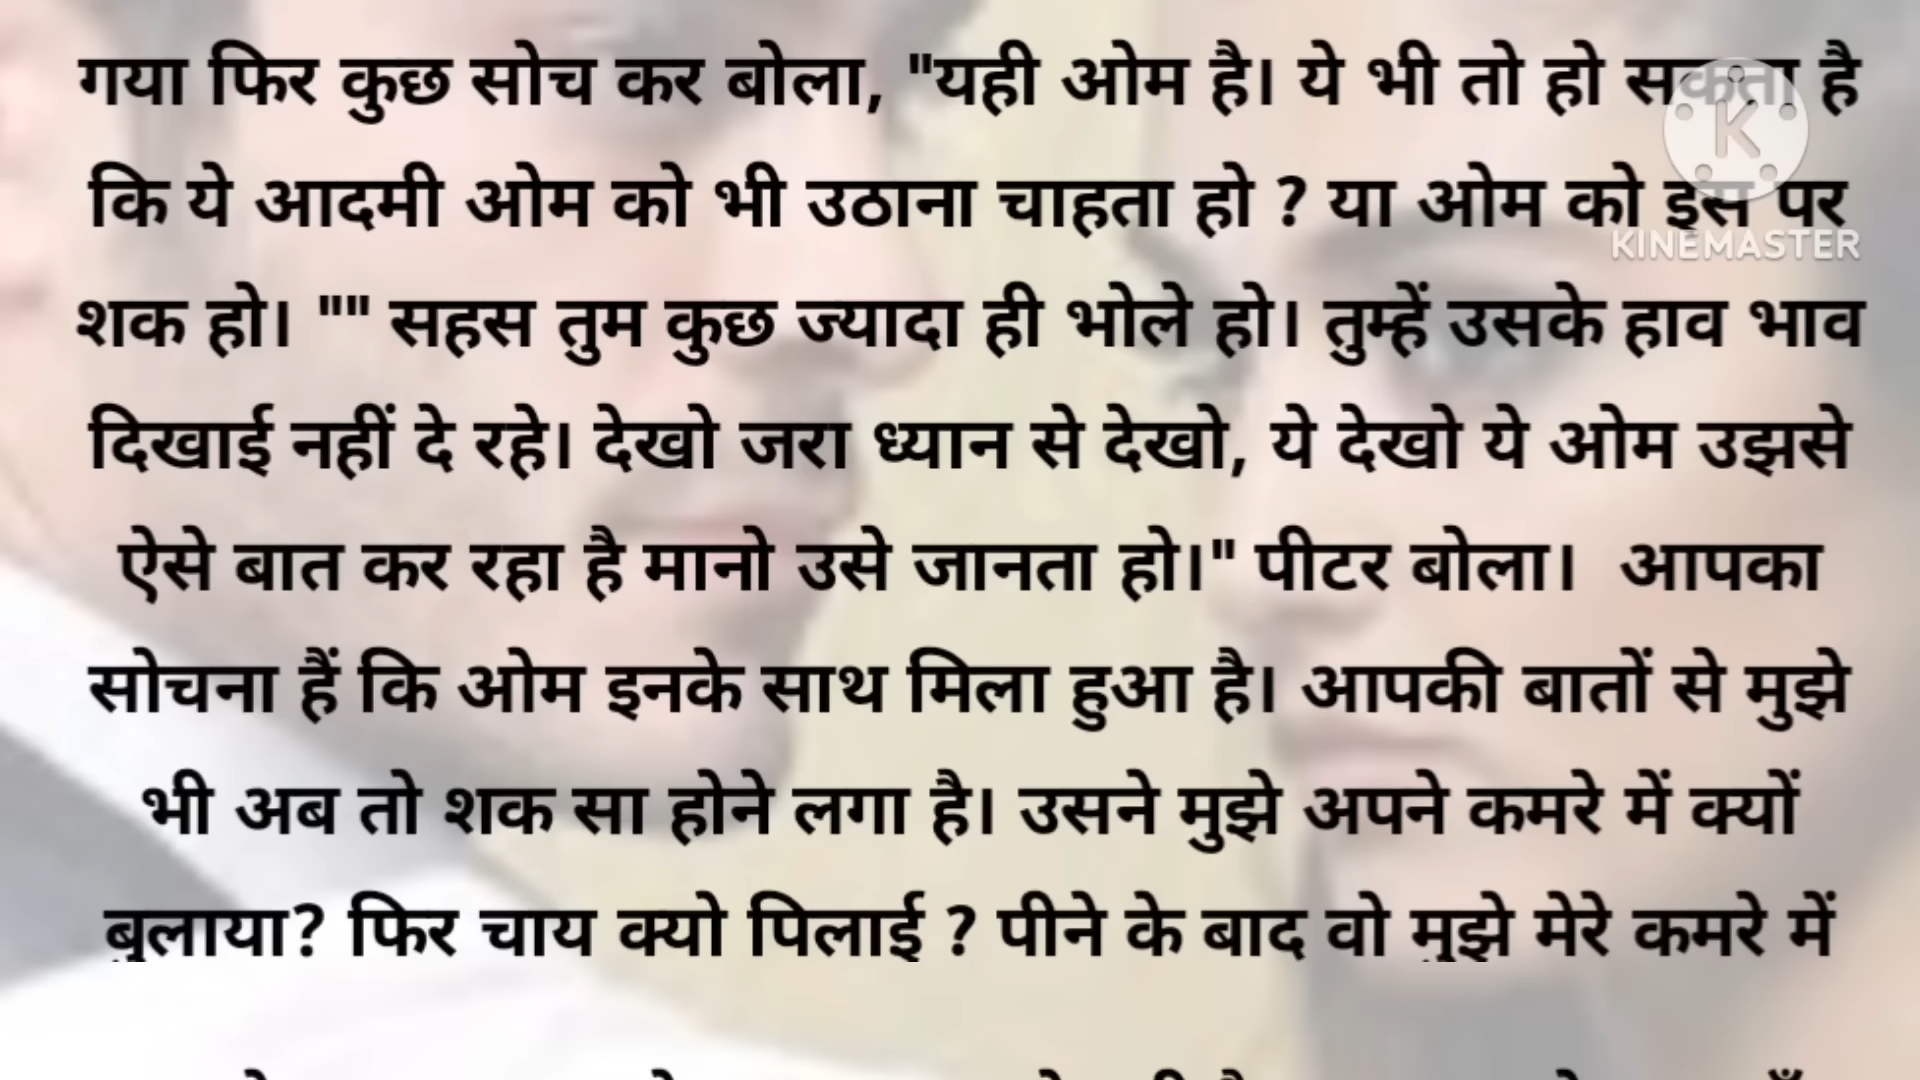 गया फिर कुछ सोच कर बोला, "यही ओम है। ये भी तो हो सकता है
कि ये आदमी ओम को भी उठाना चाहता हो ? या ओम को इस पर
शक हो। "" सहस तुम कुछ ज्यादा ही भोले हो। तुम्हें उसके हाव भाव
दिखाई नहीं दे रहे। देखो जरा ध्यान से देखो, ये देखो ये ओम उझसे
ऐसे बात कर रहा है मानो उसे जानता हो।" पीटर बोला। आपका
सोचना हैं कि ओम इनके साथ मिला हुआ है। आपकी बातों से मुझे
भी अब तो शक सा होने लगा है। उसने मुझे अपने कमरे में क्यों
बुलाया? फिर चाय क्यो पिलाई ? पीने के बाद वो मुझे मेरे कमरे में
K
KINEMASTER